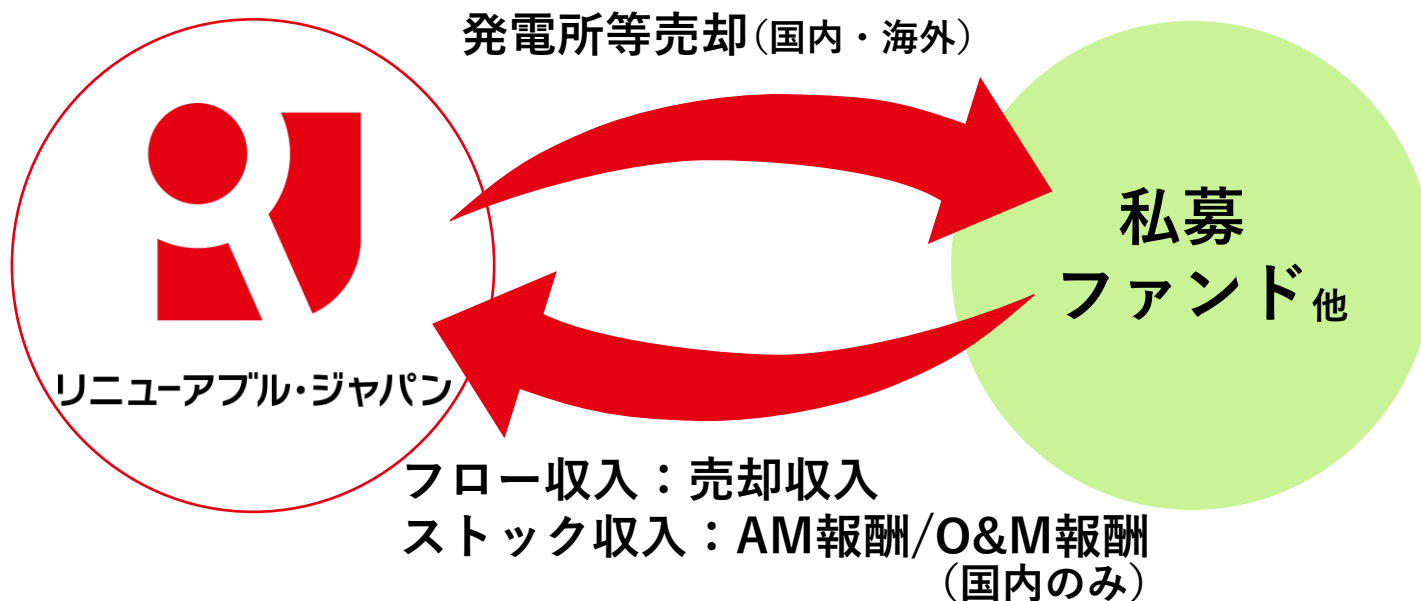 発電所等売却（国内・海外）
リニューアブル・ジャパン
私募
ファンド他
フロー収入：売却収入
ストック収入：AM報酬/O&M報酬
（国内のみ）